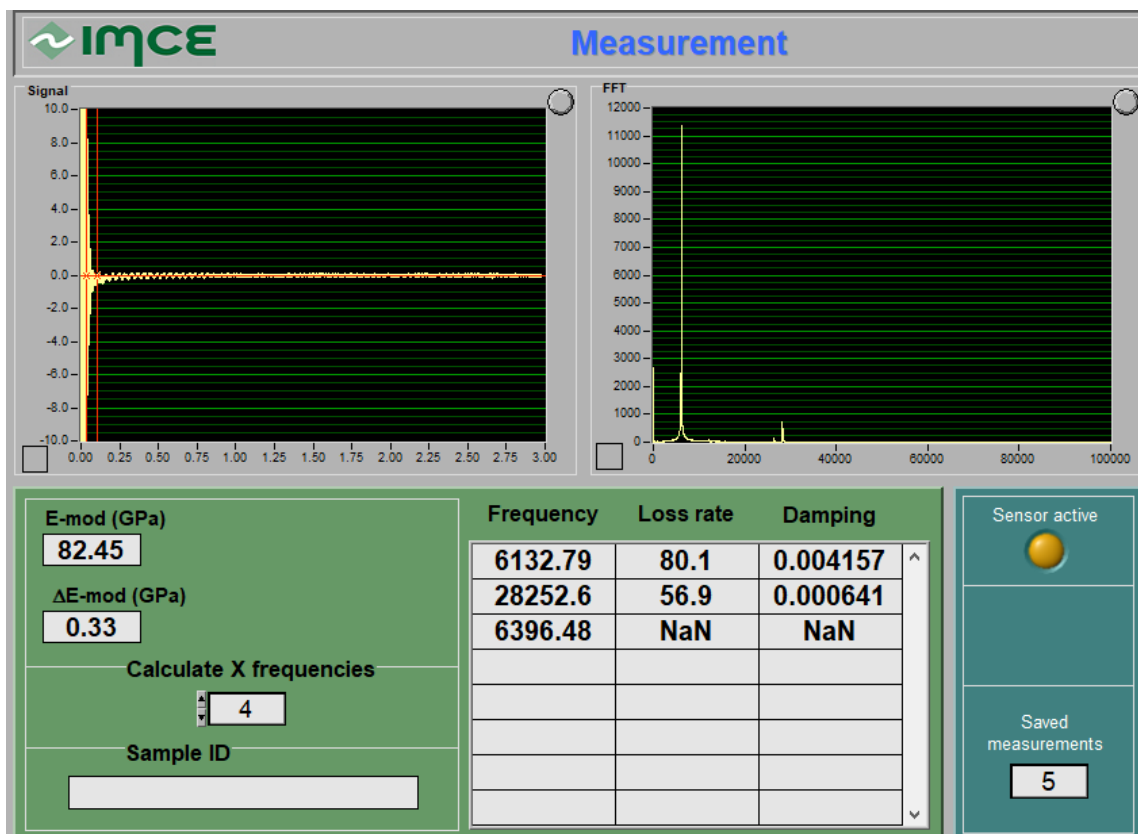 IMCE
Measurement
Signal
10.0
8.0
6.0
4.0
2.0
0.0
-2.0
-4.0
-6.0
-8.0
-10.0
0.00 0.25 0.50 0.75 1.00 1.25 1.50 1.75 2.00 2.25 2.50 2.75 3.00
FFT
12000
11000
10000
9000
8000
7000
6000
5000
4000
3000
2000
1000
0
0 20000 40000 60000 80000 100000
E-mod (GPa)
82.45
ΔE-mod (GPa)
0.33
Calculate X frequencies
4
Sample ID
Frequency Loss rate Damping
6132.79 80.1 0.004157
28252.6 56.9 0.000641
6396.48 NaN NaN
Sensor active
Saved
measurements
5